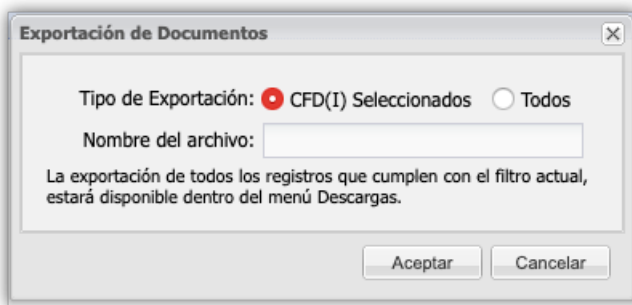 Exportación de Documentos
Tipo de Exportación: CFD(I) Seleccionados Todos
Nombre del archivo:
La exportación de todos los registros que cumplen con el filtro actual,
estará disponible dentro del menú Descargas.
Aceptar Cancelar